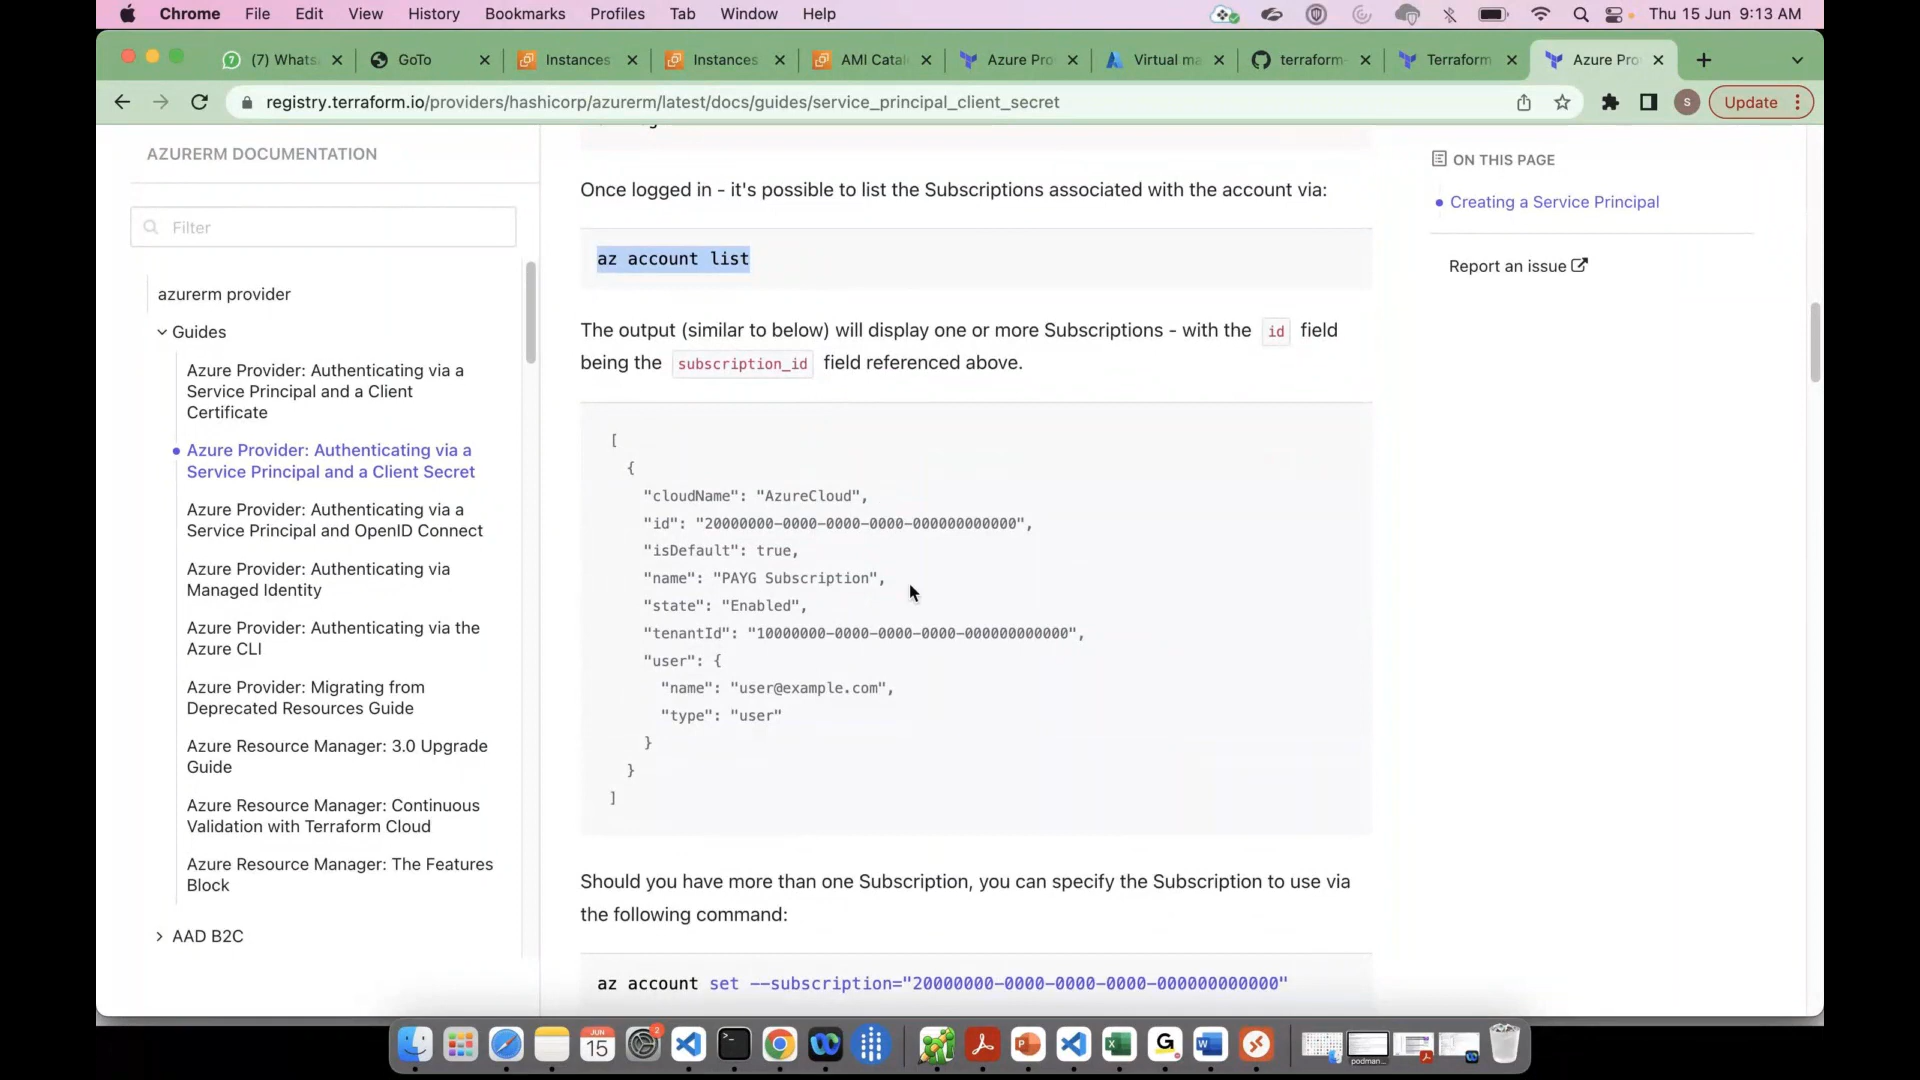 Chrome File Edit View History Bookmarks Profiles Tab Window Help Thu 15 Jun 9:13 AM
(7) Whats GoTo Instances Instances AMI Catal Azure Pro Virtual ma terraform- Terraform Azure Pro
registry.terraform.io/providers/hashicorp/azurerm/latest/docs/guides/service_principal_client_secret S Update
AZURERM DOCUMENTATION
Filter
azurerm provider
Guides
Azure Provider: Authenticating via a
Service Principal and a Client
Certificate
Azure Provider: Authenticating via a
Service Principal and a Client Secret
Azure Provider: Authenticating via a
Service Principal and OpenID Connect
Azure Provider: Authenticating via
Managed Identity
Azure Provider: Authenticating via the
Azure CLI
Azure Provider: Migrating from
Deprecated Resources Guide
Azure Resource Manager: 3.0 Upgrade
Guide
Azure Resource Manager: Continuous
Validation with Terraform Cloud
Azure Resource Manager: The Features
Block
AAD B2C
Once logged in - it's possible to list the Subscriptions associated with the account via:
az account list
The output (similar to below) will display one or more Subscriptions - with the id field
being the subscription_id field referenced above.
[
{
"cloudName": "AzureCloud",
"id": "20000000-0000-0000-0000-000000000000",
"isDefault": true,
"name": "PAYG Subscription",
"state": "Enabled",
"tenantId": "10000000-0000-0000-0000-000000000000",
"user": {
"name": "user@example.com",
"type": "user"
}
}
]
Should you have more than one Subscription, you can specify the Subscription to use via
the following command:
az account set --subscription="20000000-0000-0000-0000-000000000000"
ON THIS PAGE
Creating a Service Principal
Report an issue
JUN
15
2
podman...